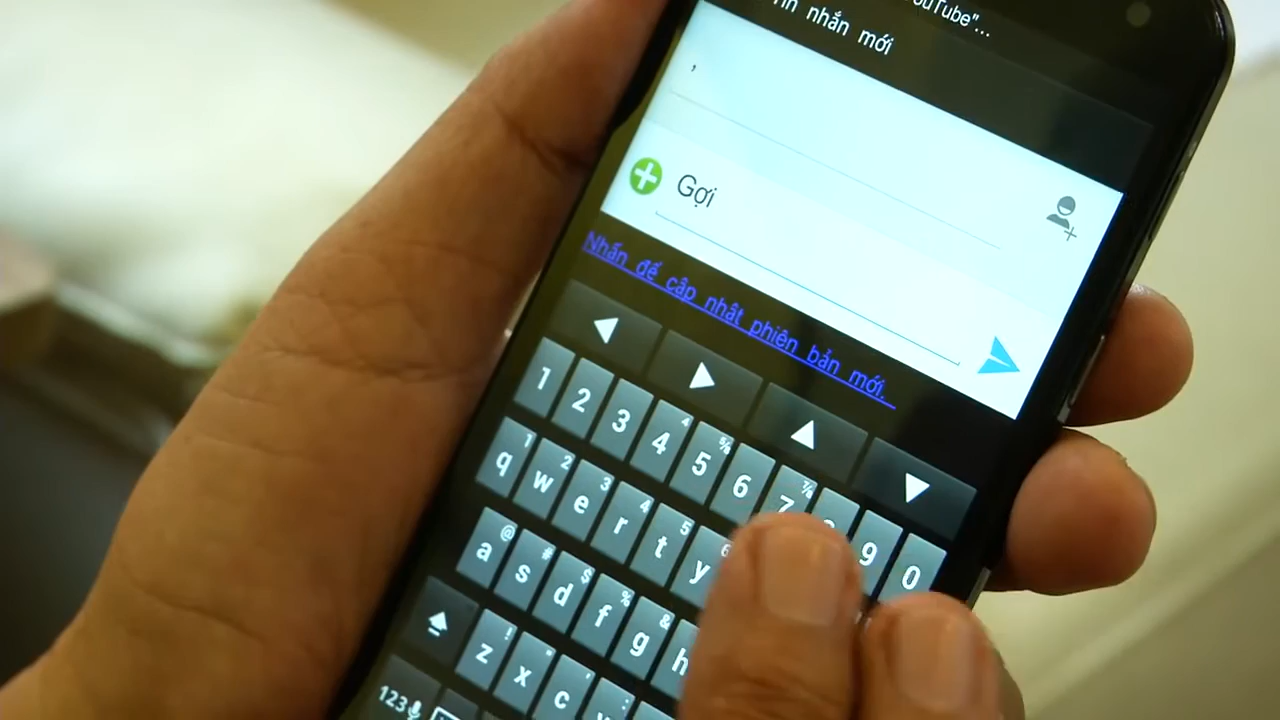 YouTube"...
Tin nhắn mới
,
Gợi
Nhấn để cập nhật phiên bản mới.
1 2 3 4 5 6 7 9 0
q w e r t y
a s d f g h
z x c v
123